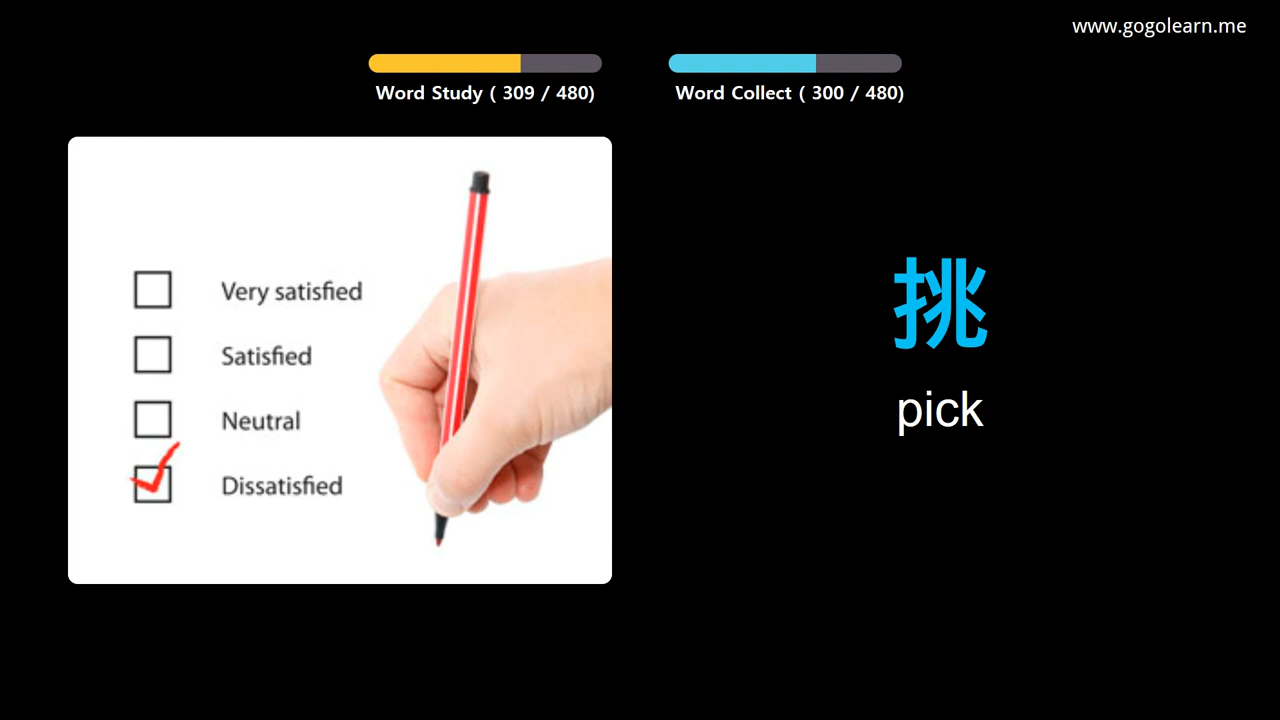 www.gogolearn.me
Word Study ( 309 / 480)
Word Collect ( 300 / 480)
Very satisfied
Satisfied
Neutral
Dissatisfied
挑
pick